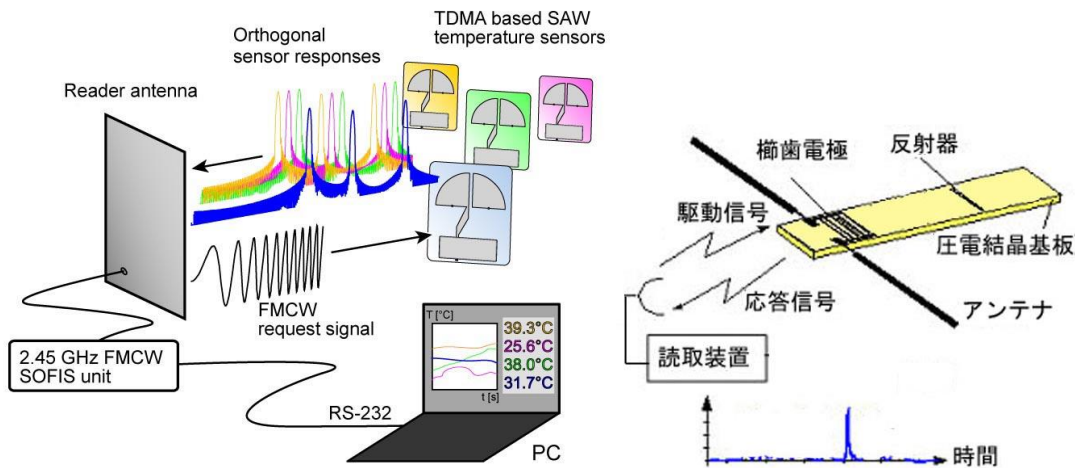 TDMA based SAW
temperature sensors
Orthogonal
sensor responses
Reader antenna
FMCW
request signal
2.45 GHz FMCW
SOFIS unit
RS-232
PC
T [°C]
39.3°C
25.6°C
38.0°C
31.7°C
t [s]
櫛歯電極
反射器
駆動信号
圧電結晶基板
応答信号
アンテナ
読取装置
時間